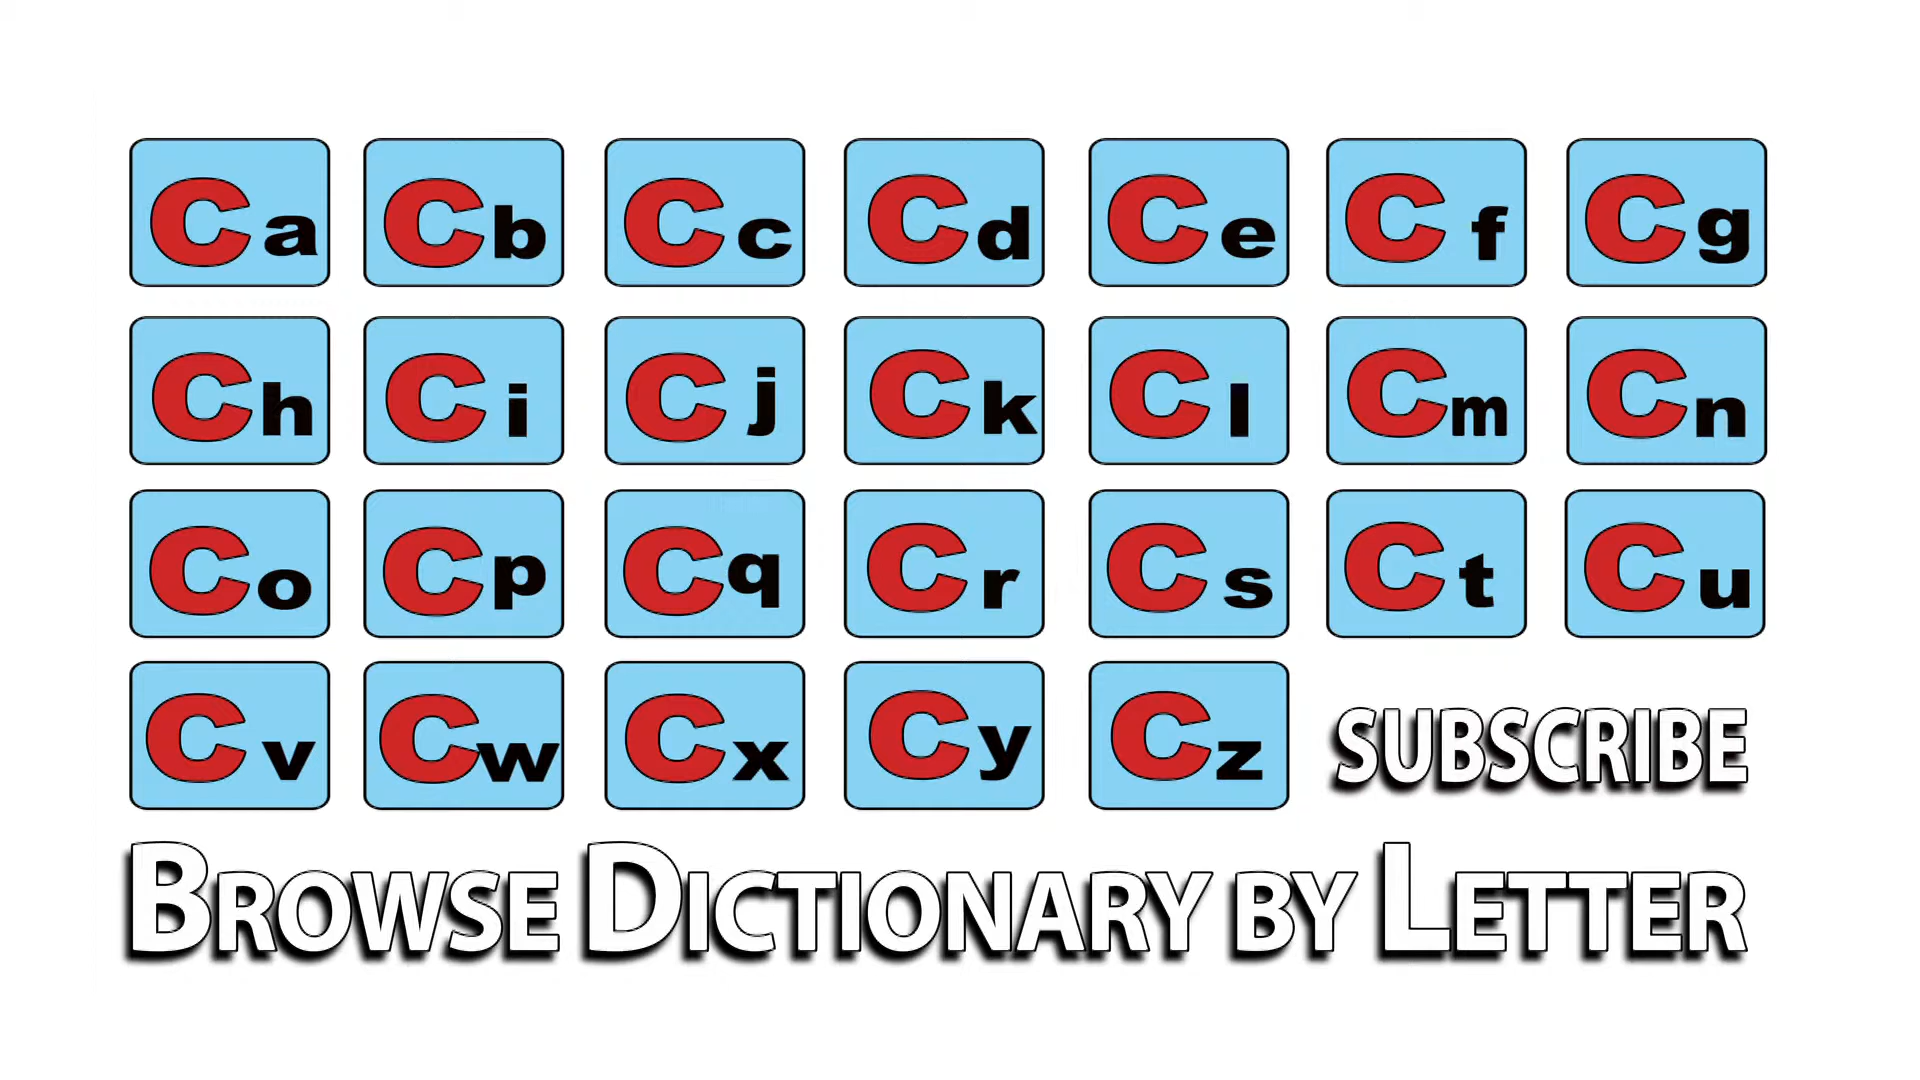 Ca Cb Cc Cd Ce Cf Cg
Ch Ci Cj Ck Cl Cm Cn
Co Cp Cq Cr Cs Ct Cu
Cv Cw Cx Cy Cz SUBSCRIBE
BROWSE DICTIONARY BY LETTER